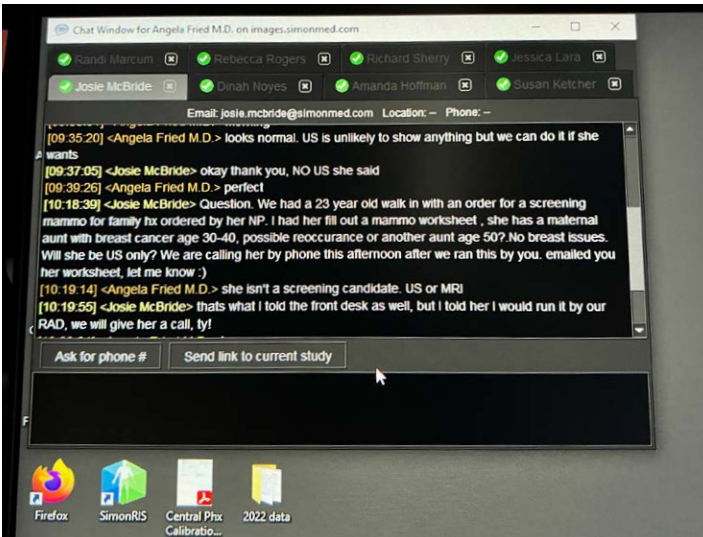 Chat Window for Angela Fried M.D. on images.simonmed.com
Randi Marcum
Rebecca Rogers
Richard Sherry
Jessica Lara
Josie McBride
Dinah Noyes
Amanda Hoffman
Susan Ketcher
Email: josie.mcbride@simonmed.com Location: – Phone: –
[09:35:20] <Angela Fried M.D.> looks normal. US is unlikely to show anything but we can do it if she
wants
[09:37:05] <Josie McBride> okay thank you, NO US she said
[09:39:26] <Angela Fried M.D.> perfect
[10:18:39] <Josie McBride> Question. We had a 23 year old walk in with an order for a screening
mammo for family hx ordered by her NP. I had her fill out a mammo worksheet , she has a maternal
aunt with breast cancer age 30-40, possible reoccurance or another aunt age 50?.No breast issues.
Will she be US only? We are calling her by phone this afternoon after we ran this by you. emailed you
her worksheet, let me know :)
[10:19:14] <Angela Fried M.D.> she isn't a screening candidate. US or MRI
[10:19:55] <Josie McBride> thats what I told the front desk as well, but I told her I would run it by our
RAD, we will give her a call, ty!
Ask for phone #
Send link to current study
Firefox
SimonRIS
Central Phx
Calibratio...
2022 data